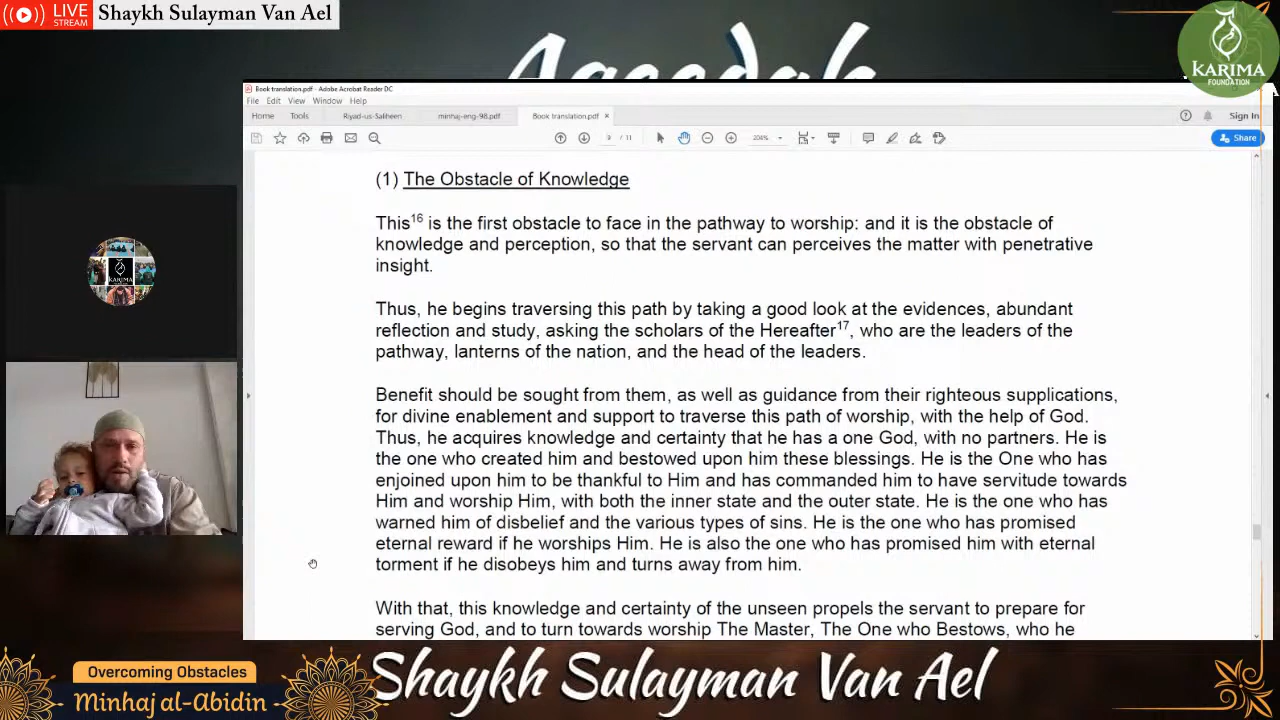 LIVE
STREAM
Shaykh Sulayman Van Ael
Aqeedah
KARIMA
FOUNDATION
Book translation.pdf - Adobe Acrobat Reader DC
File Edit View Window Help
Home Tools Riyad-us-Saliheen minhaj-eng-98.pdf Book translation.pdf × Sign In
9 / 11 204% Share
(1) The Obstacle of Knowledge
This16 is the first obstacle to face in the pathway to worship: and it is the obstacle of
knowledge and perception, so that the servant can perceives the matter with penetrative
insight.
Thus, he begins traversing this path by taking a good look at the evidences, abundant
reflection and study, asking the scholars of the Hereafter17, who are the leaders of the
pathway, lanterns of the nation, and the head of the leaders.
Benefit should be sought from them, as well as guidance from their righteous supplications,
for divine enablement and support to traverse this path of worship, with the help of God.
Thus, he acquires knowledge and certainty that he has a one God, with no partners. He is
the one who created him and bestowed upon him these blessings. He is the One who has
enjoined upon him to be thankful to Him and has commanded him to have servitude towards
Him and worship Him, with both the inner state and the outer state. He is the one who has
warned him of disbelief and the various types of sins. He is the one who has promised
eternal reward if he worships Him. He is also the one who has promised him with eternal
torment if he disobeys him and turns away from him.
With that, this knowledge and certainty of the unseen propels the servant to prepare for
serving God, and to turn towards worship The Master, The One who Bestows, who he
KARIMA
Overcoming Obstacles
Minhaj al-Abidin
Shaykh Sulayman Van Ael